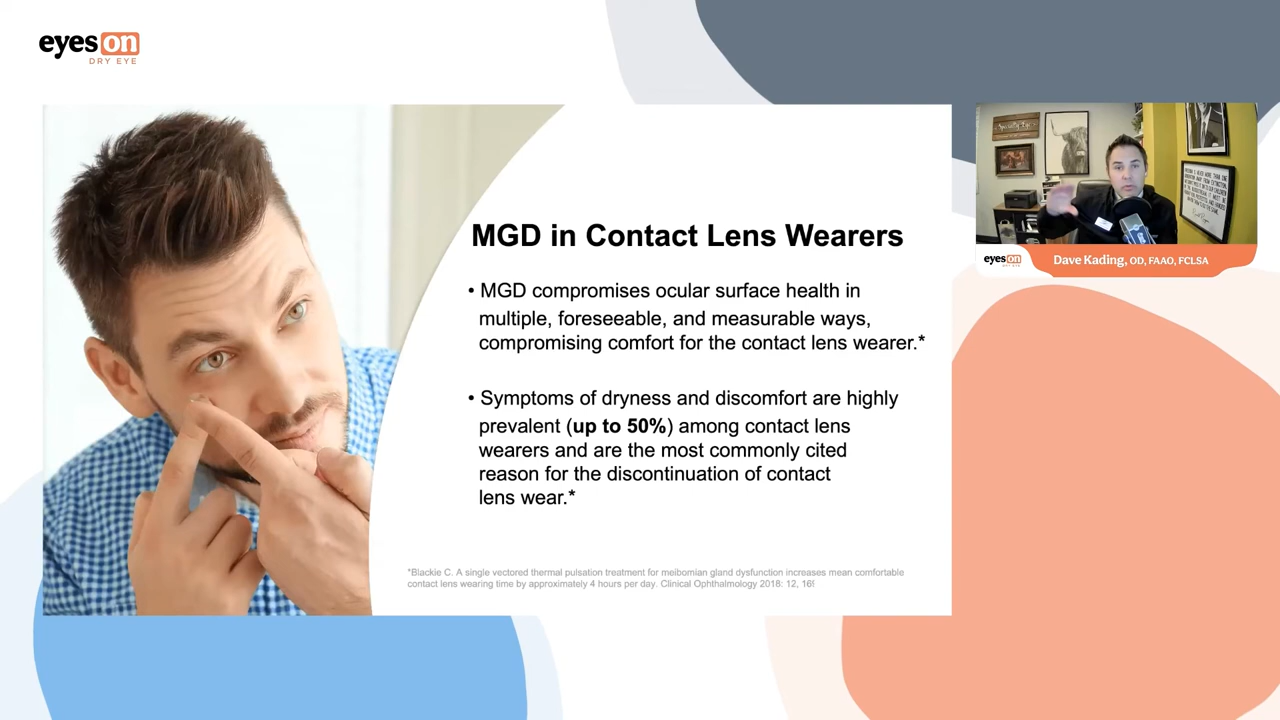 eyes on
DRY EYE
MGD in Contact Lens Wearers
• MGD compromises ocular surface health in
multiple, foreseeable, and measurable ways,
compromising comfort for the contact lens wearer.*
• Symptoms of dryness and discomfort are highly
prevalent (up to 50%) among contact lens
wearers and are the most commonly cited
reason for the discontinuation of contact
lens wear.*
*Blackie C. A single vectored thermal pulsation treatment for meibomian gland dysfunction increases mean comfortable
contact lens wearing time by approximately 4 hours per day. Clinical Ophthalmology 2018: 12,
eyes on
DRY EYE
Dave Kading, OD, FAAO, FCLSA